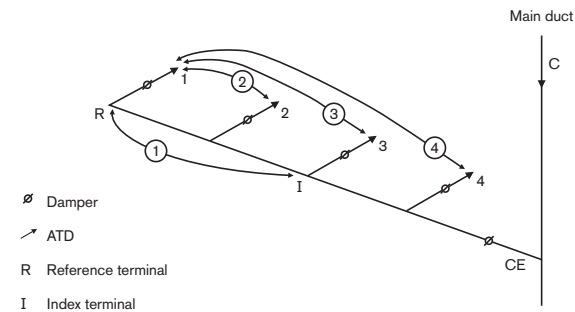 Main duct
C
1
2
2
3
R
3
4
1
4
I
Damper
ATD
CE
R Reference terminal
I Index terminal